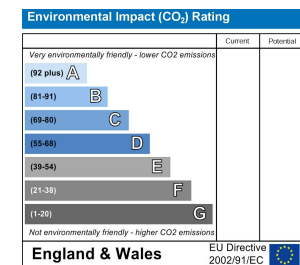 Environmental Impact (CO₂) Rating
Current Potential
Very environmentally friendly - lower CO2 emissions
(92 plus) A
(81-91) B
(69-80) C
(55-68) D
(39-54) E
(21-38) F
(1-20) G
Not environmentally friendly - higher CO2 emissions
England & Wales
EU Directive
2002/91/EC